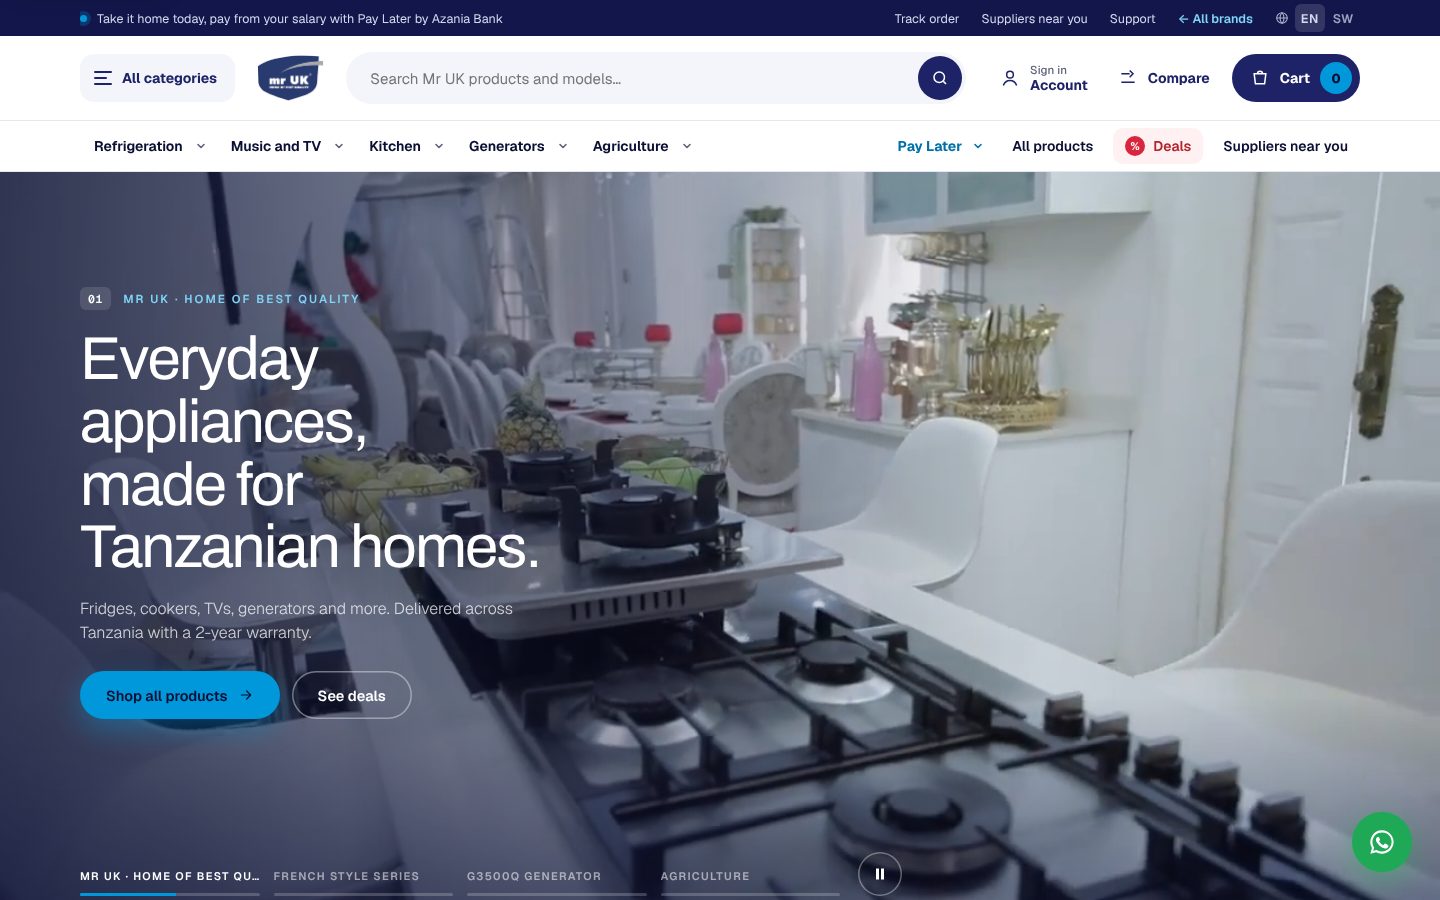 Take it home today, pay from your salary with Pay Later by Azania Bank
Track order
Suppliers near you
Support
← All brands
EN
SW
All categories
mr UK
Search Mr UK products and models...
Sign in
Account
Compare
Cart
0
Refrigeration
Music and TV
Kitchen
Generators
Agriculture
Pay Later
All products
% Deals
Suppliers near you
01
MR UK · HOME OF BEST QUALITY
Everyday
appliances,
made for
Tanzanian homes.
Fridges, cookers, TVs, generators and more. Delivered across
Tanzania with a 2-year warranty.
Shop all products →
See deals
MR UK · HOME OF BEST QU...
FRENCH STYLE SERIES
G3500Q GENERATOR
AGRICULTURE